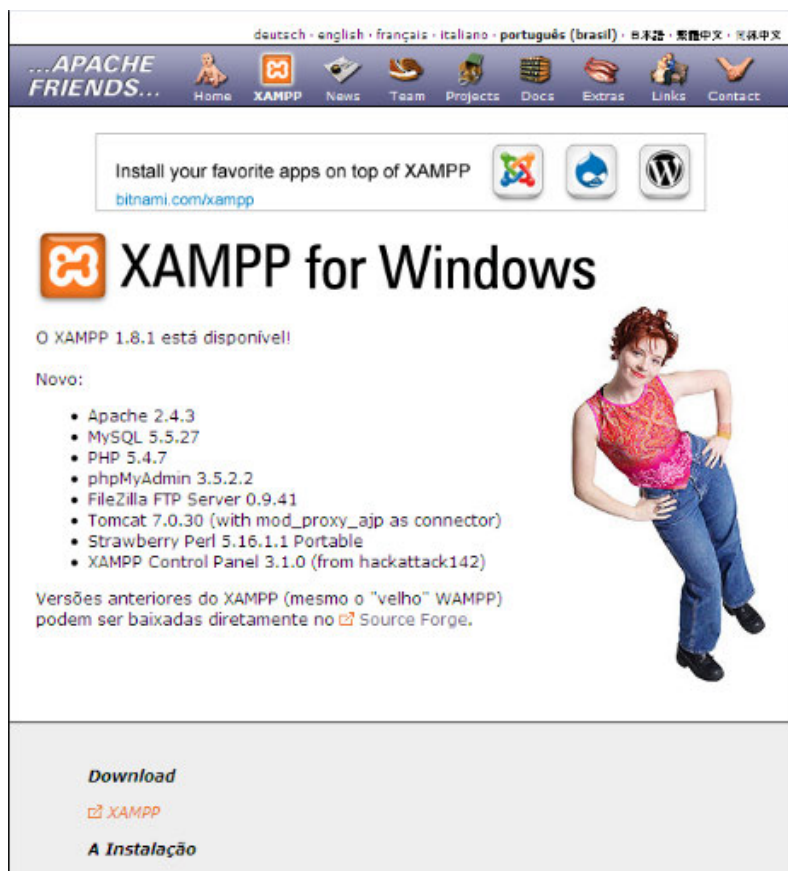 deutsch · english · français · italiano · português (brasil) · 日本語 · 繁體中文 · 简体中文
...APACHE
FRIENDS...
Home XAMPP News Team Projects Docs Extras Links Contact
Install your favorite apps on top of XAMPP
bitnami.com/xampp
XAMPP for Windows
O XAMPP 1.8.1 está disponível!
Novo:
• Apache 2.4.3
• MySQL 5.5.27
• PHP 5.4.7
• phpMyAdmin 3.5.2.2
• FileZilla FTP Server 0.9.41
• Tomcat 7.0.30 (with mod_proxy_ajp as connector)
• Strawberry Perl 5.16.1.1 Portable
• XAMPP Control Panel 3.1.0 (from hackattack142)
Versões anteriores do XAMPP (mesmo o "velho" WAMPP)
podem ser baixadas diretamente no Source Forge.
Download
XAMPP
A Instalação